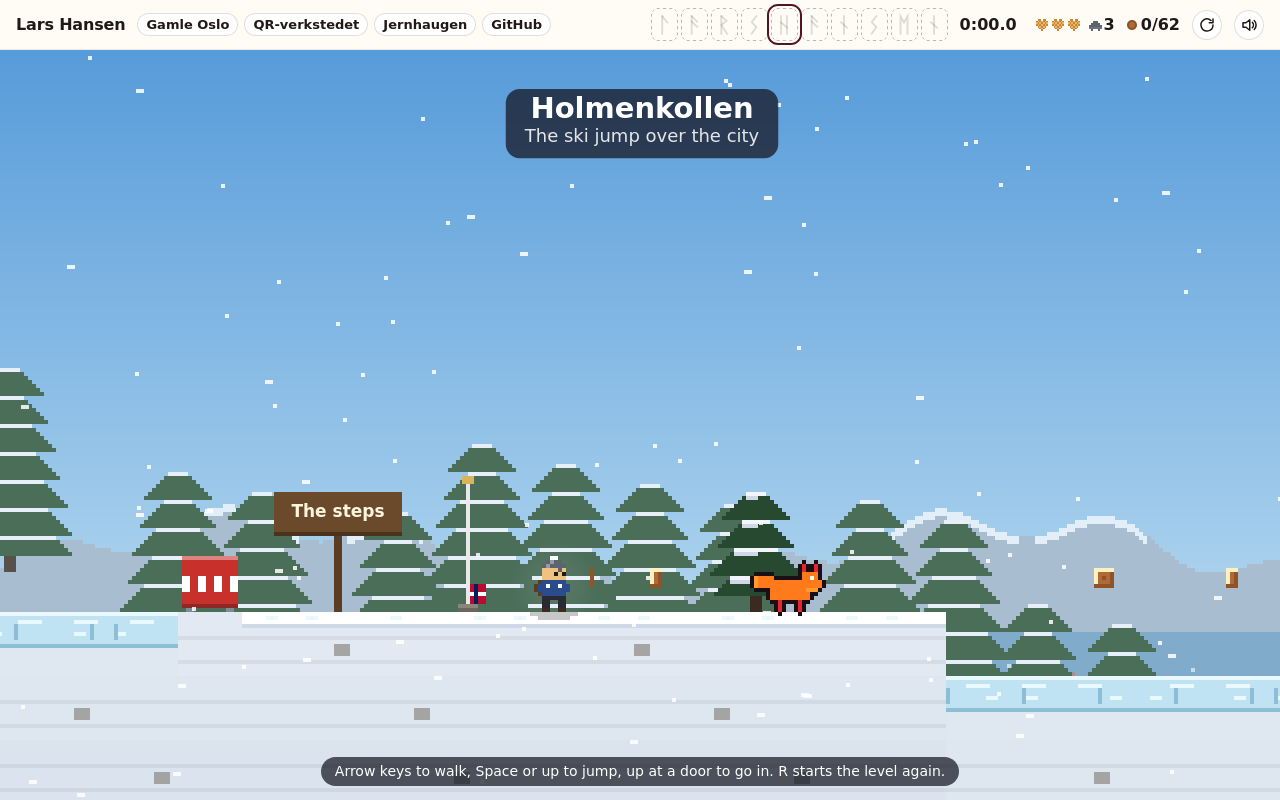 Lars Hansen
Gamle Oslo
QR-verkstedet
Jernhaugen
GitHub
ᛚ ᚨ ᚱ ᛊ ᚺ ᚨ ᚾ ᛊ ᛖ ᚾ
0:00.0
3
0/62
Holmenkollen
The ski jump over the city
The steps
Arrow keys to walk, Space or up to jump, up at a door to go in. R starts the level again.